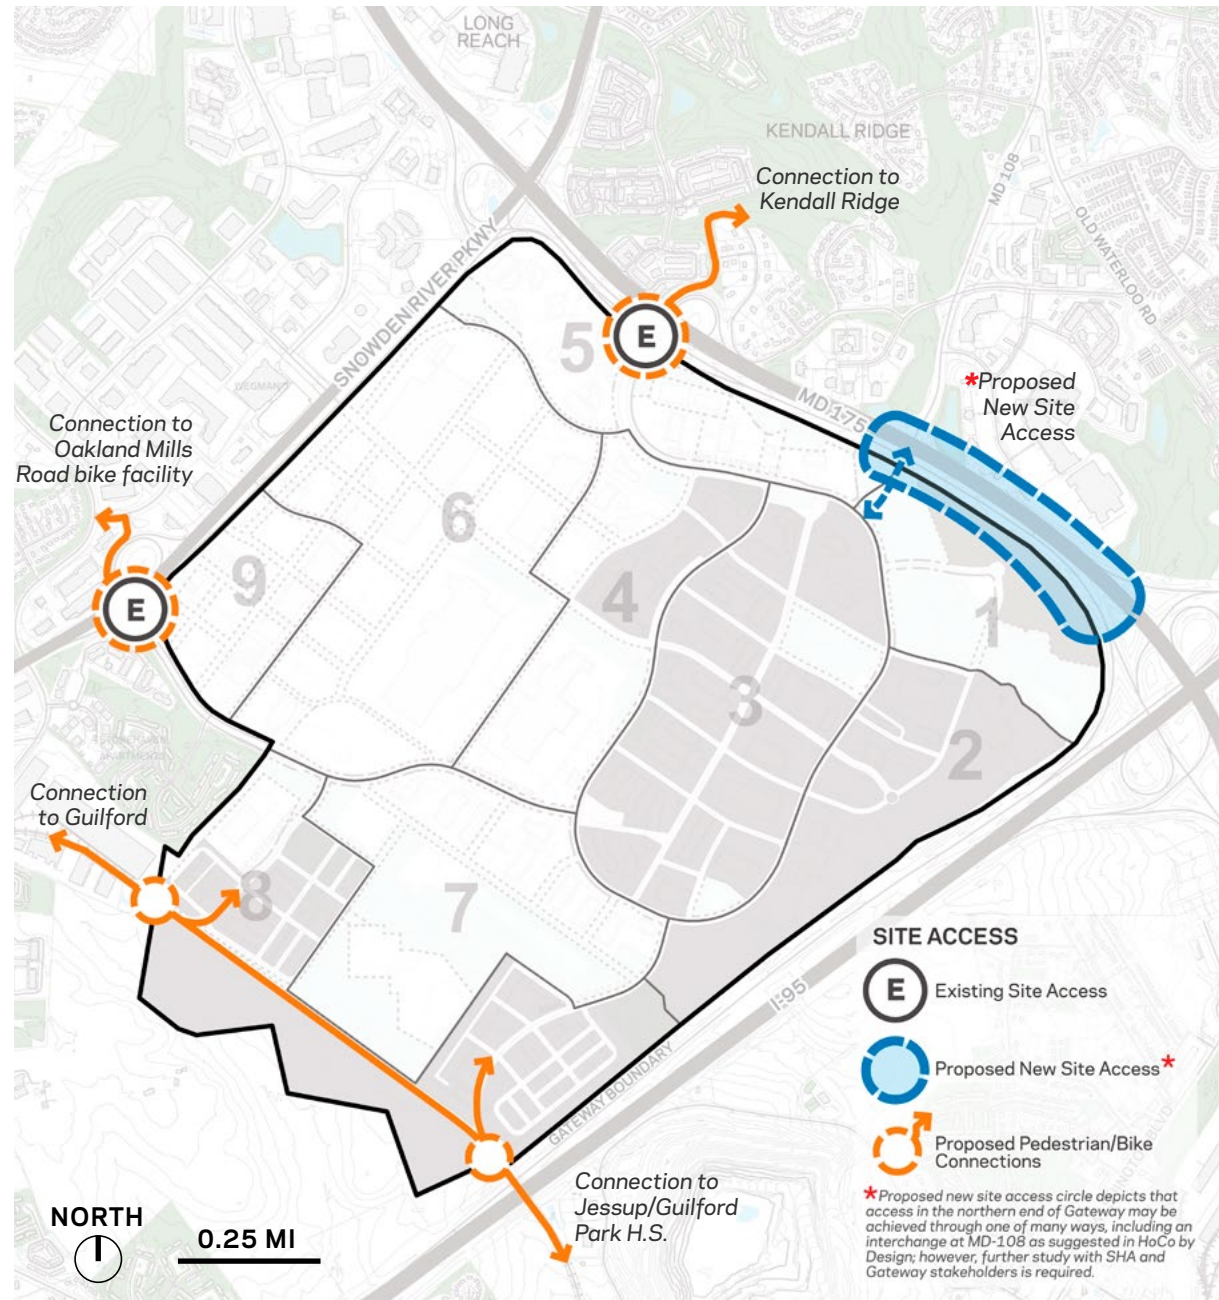 LONG
REACH
KENDALL RIDGE
Connection to
Kendall Ridge
MD 108
OLD WATERLOO RD
SNOWDEN RIVER PKWY
WEGMANS
5
E
MD 175
*Proposed
New Site
Access
Connection to
Oakland Mills
Road bike facility
6
9
4
E
1
3
2
Connection
to Guilford
8
7
I-95
GATEWAY BOUNDARY
SITE ACCESS
E Existing Site Access
Proposed New Site Access*
Proposed Pedestrian/Bike
Connections
*Proposed new site access circle depicts that
access in the northern end of Gateway may be
achieved through one of many ways, including an
interchange at MD-108 as suggested in HoCo by
Design; however, further study with SHA and
Gateway stakeholders is required.
Connection to
Jessup/Guilford
Park H.S.
NORTH
0.25 MI